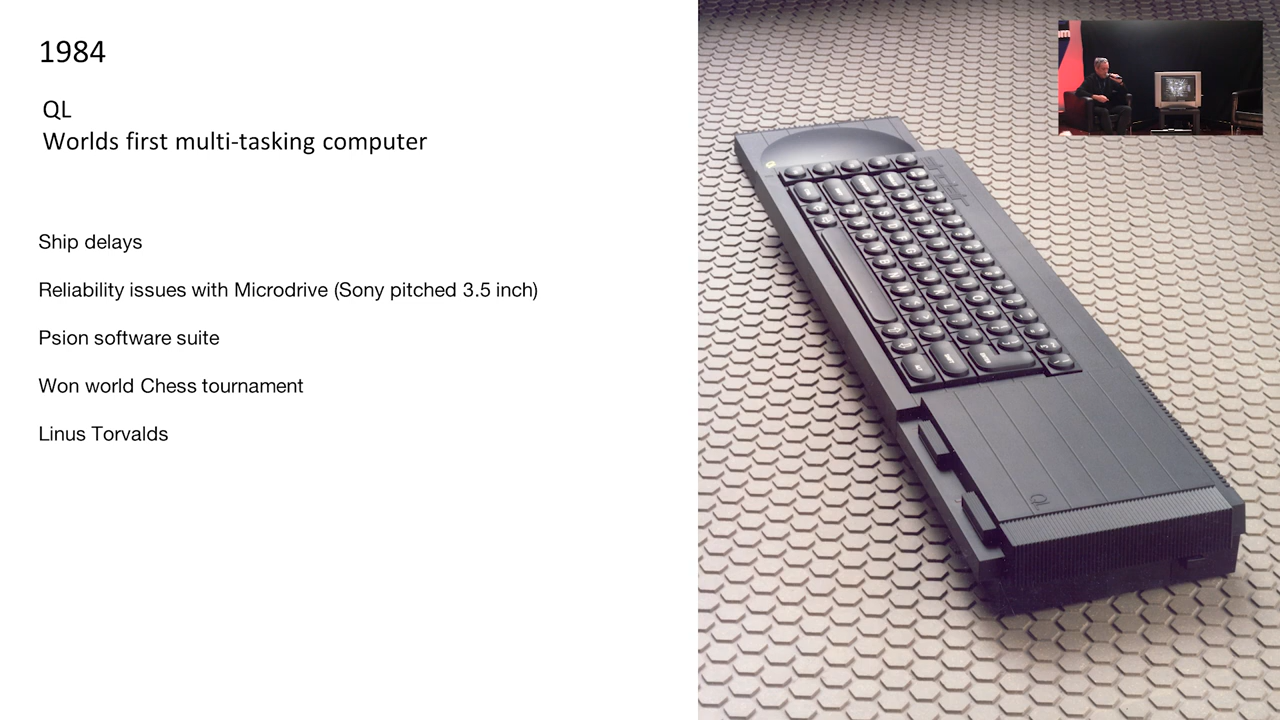 1984
QL
Worlds first multi-tasking computer
Ship delays
Reliability issues with Microdrive (Sony pitched 3.5 inch)
Psion software suite
Won world Chess tournament
Linus Torvalds
QL